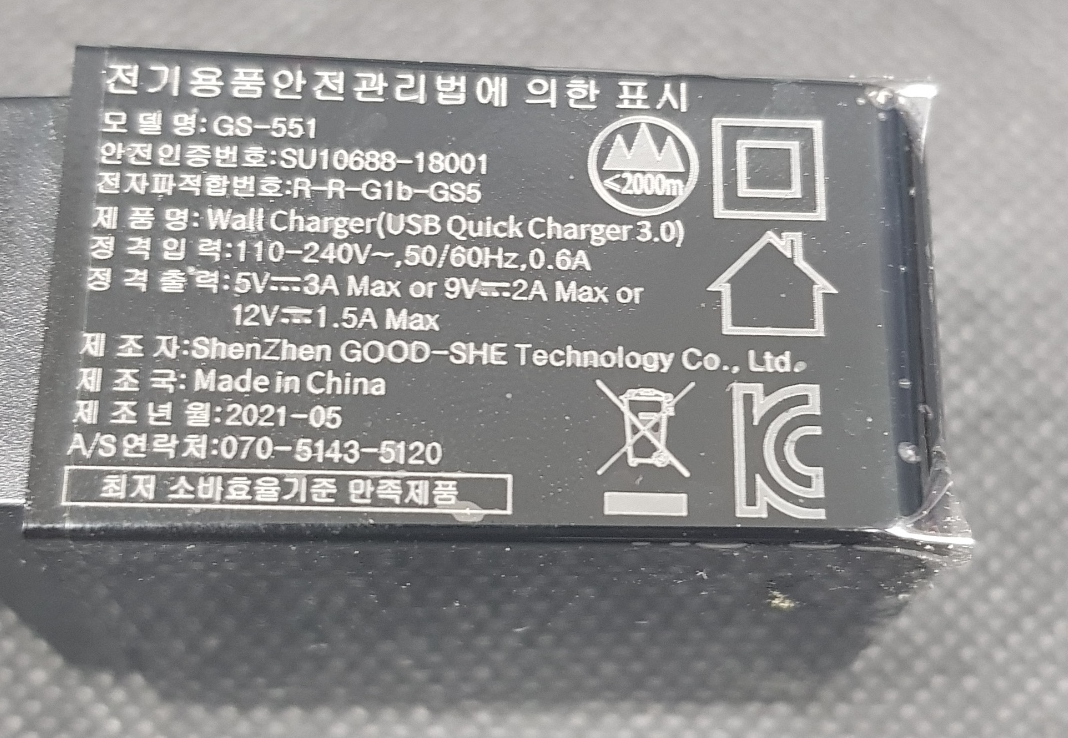 전기용품안전관리법에 의한 표시
모 델 명: GS-551
안전인증번호:SU10688-18001
전자파적합번호:R-R-G1b-GS5
제 품 명: Wall Charger(USB Quick Charger 3.0)
정 격 입 력:110-240V~,50/60Hz,0.6A
정 격 출 력:5V⎓3A Max or 9V⎓2A Max or
12V⎓1.5A Max
제 조 자:ShenZhen GOOD-SHE Technology Co., Ltd.
제 조 국: Made in China
제 조 년 월:2021-05
A/S연락처:070-5143-5120
최저 소비효율기준 만족제품
≤2000m